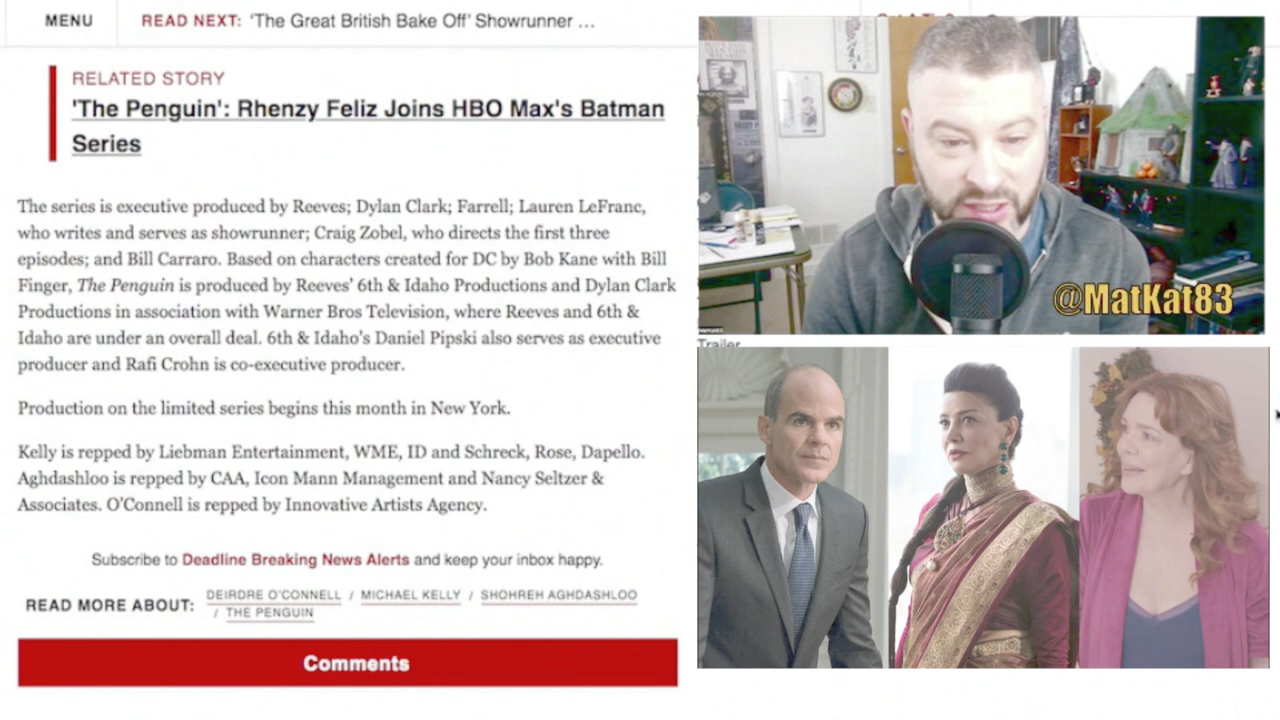 MENU
READ NEXT: ‘The Great British Bake Off’ Showrunner ...
RELATED STORY
'The Penguin': Rhenzy Feliz Joins HBO Max's Batman
Series
The series is executive produced by Reeves; Dylan Clark; Farrell; Lauren LeFranc,
who writes and serves as showrunner; Craig Zobel, who directs the first three
episodes; and Bill Carraro. Based on characters created for DC by Bob Kane with Bill
Finger, The Penguin is produced by Reeves’ 6th & Idaho Productions and Dylan Clark
Productions in association with Warner Bros Television, where Reeves and 6th &
Idaho are under an overall deal. 6th & Idaho’s Daniel Pipski also serves as executive
producer and Rafi Crohn is co-executive producer.
Production on the limited series begins this month in New York.
Kelly is repped by Liebman Entertainment, WME, ID and Schreck, Rose, Dapello.
Aghdashloo is repped by CAA, Icon Mann Management and Nancy Seltzer &
Associates. O’Connell is repped by Innovative Artists Agency.
Subscribe to Deadline Breaking News Alerts and keep your inbox happy.
READ MORE ABOUT: DEIRDRE O'CONNELL / MICHAEL KELLY / SHOHREH AGHDASHLOO
/ THE PENGUIN
Comments
@MatKat83
Trailer